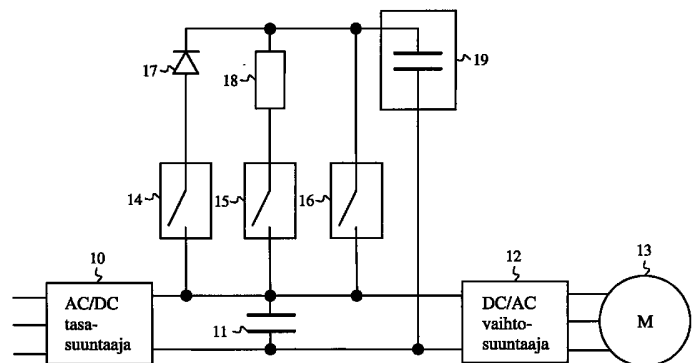 17
18
19
14
15
16
10
AC/DC
tasa-
suuntaaja
11
12
DC/AC
vaihto-
suuntaaja
13
M